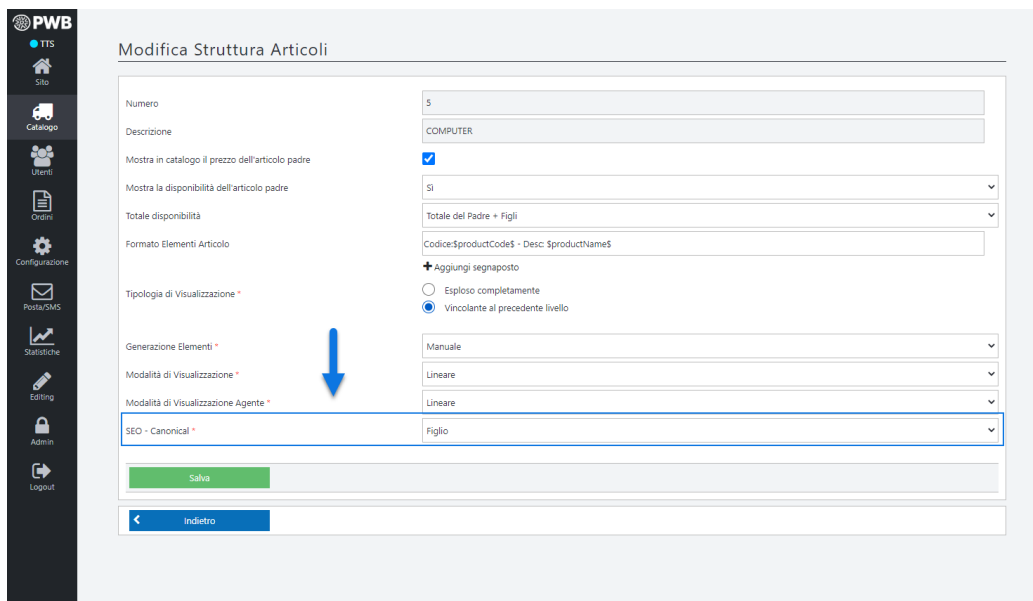 PWB
TTS
Sito
Catalogo
Utenti
Ordini
Configurazione
Posta/SMS
Statistiche
Editing
Admin
Logout
Modifica Struttura Articoli
Numero 5
Descrizione COMPUTER
Mostra in catalogo il prezzo dell'articolo padre
Mostra la disponibilità dell'articolo padre Sì
Totale disponibilità Totale del Padre + Figli
Formato Elementi Articolo Codice:$productCode$ - Desc: $productName$
Aggiungi segnaposto
Tipologia di Visualizzazione * Esploso completamente
Vincolante al precedente livello
Generazione Elementi * Manuale
Modalità di Visualizzazione * Lineare
Modalità di Visualizzazione Agente * Lineare
SEO - Canonical * Figlio
Salva
Indietro